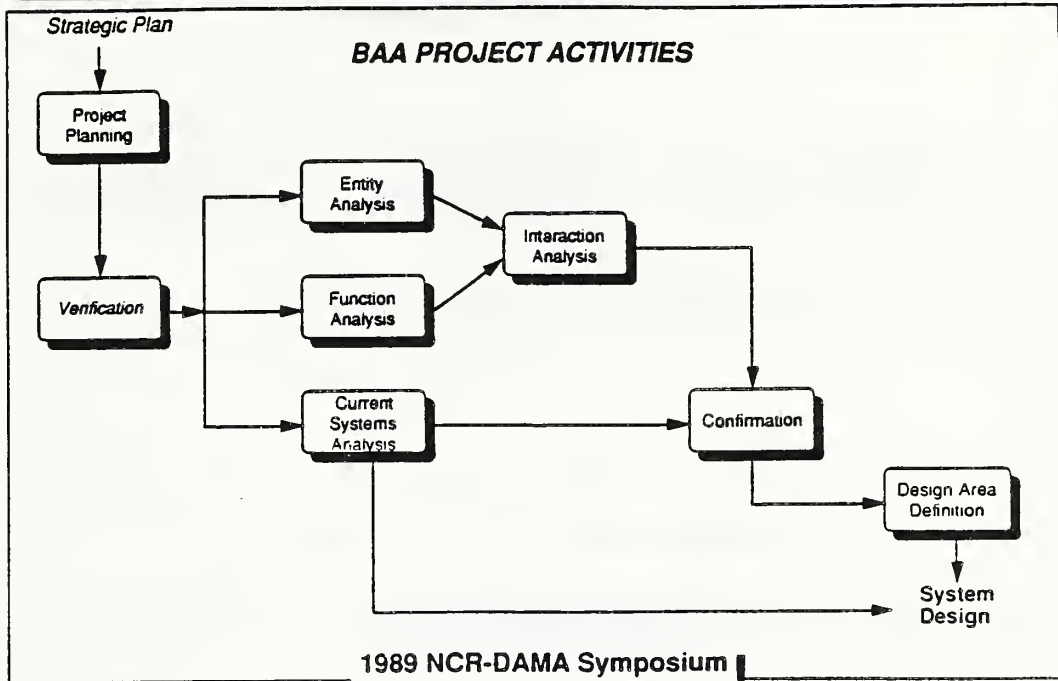 Strategic Plan
BAA PROJECT ACTIVITIES
Project
Planning
Entity
Analysis
Interaction
Analysis
Verification
Function
Analysis
Current
Systems
Analysis
Confirmation
Design Area
Definition
System
Design
1989 NCR-DAMA Symposium